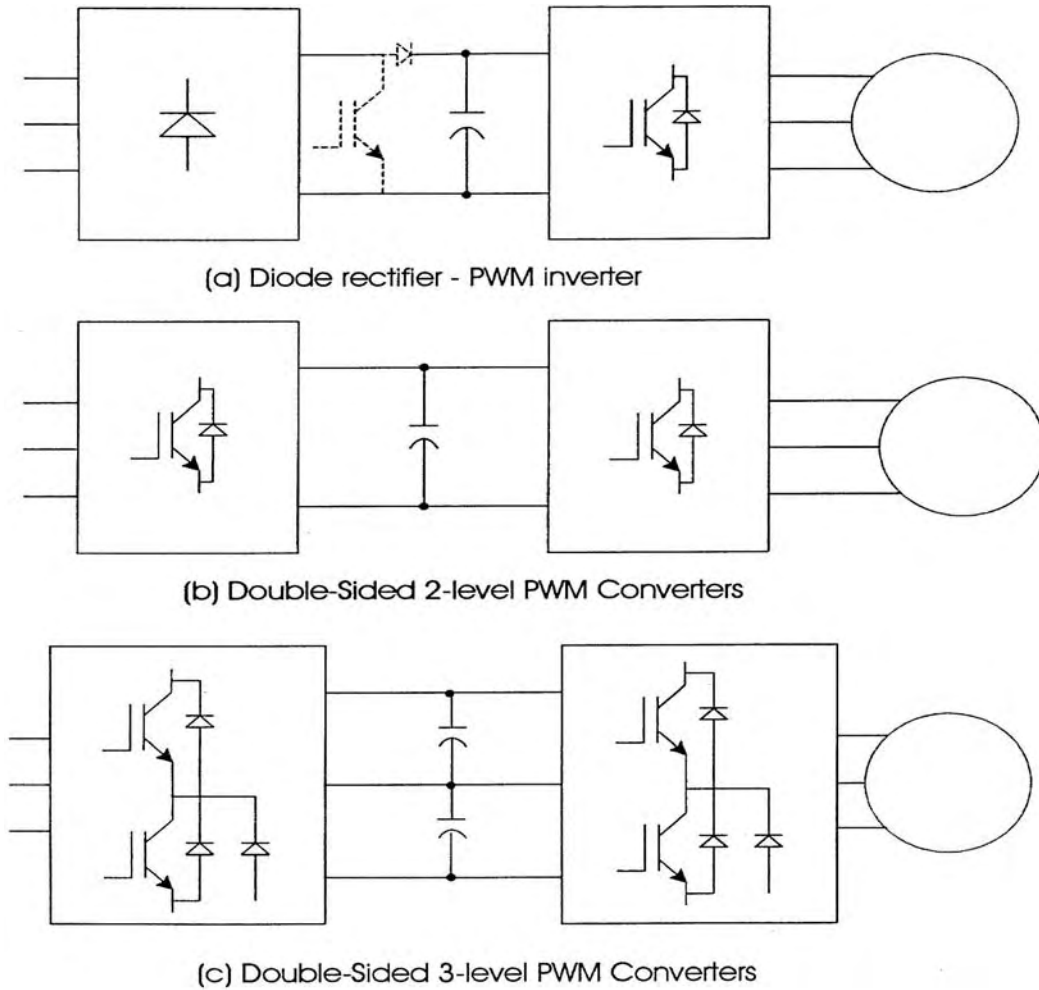 (a) Diode rectifier - PWM inverter
(b) Double-Sided 2-level PWM Converters
(c) Double-Sided 3-level PWM Converters